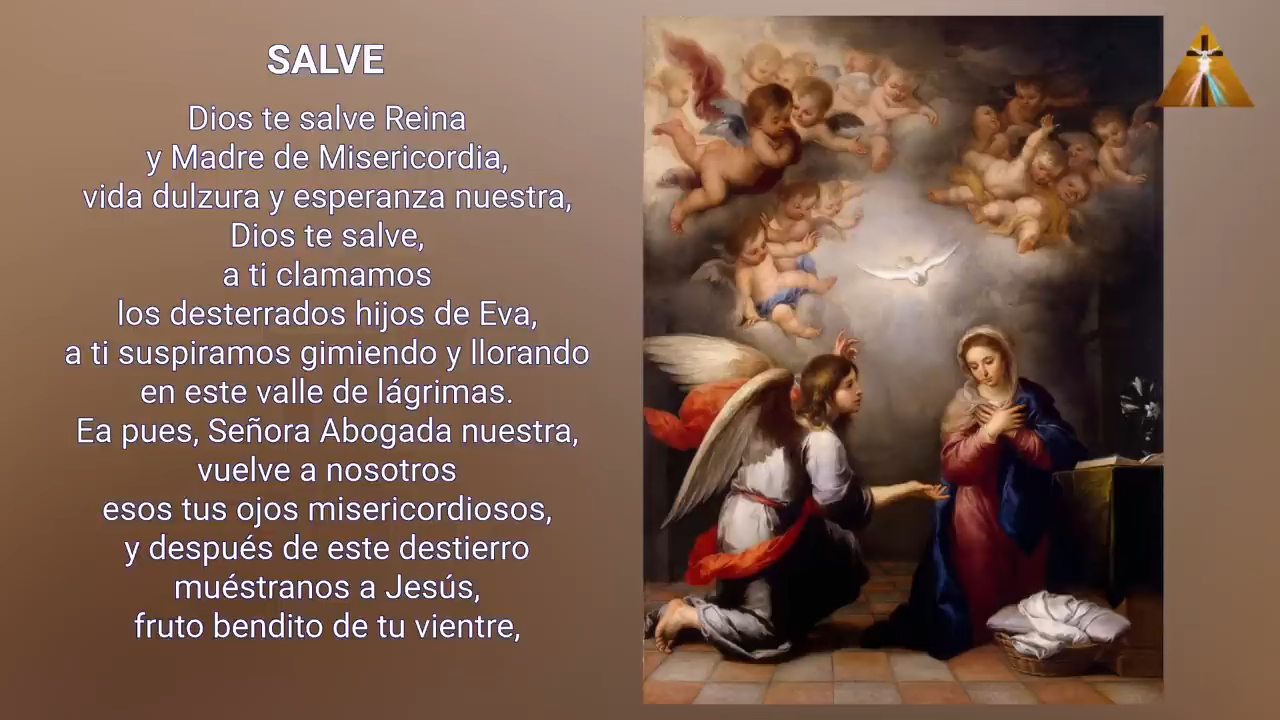 SALVE
Dios te salve Reina
y Madre de Misericordia,
vida dulzura y esperanza nuestra,
Dios te salve,
a ti clamamos
los desterrados hijos de Eva,
a ti suspiramos gimiendo y llorando
en este valle de lágrimas.
Ea pues, Señora Abogada nuestra,
vuelve a nosotros
esos tus ojos misericordiosos,
y después de este destierro
muéstranos a Jesús,
fruto bendito de tu vientre,